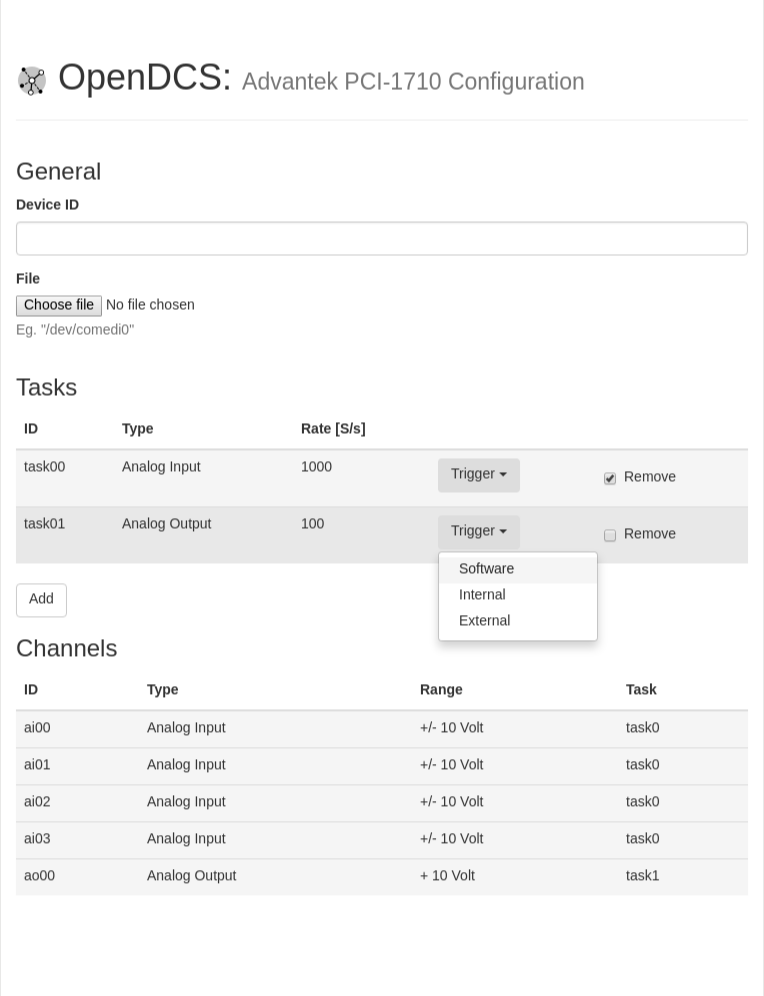 OpenDCS: Advantek PCI-1710 Configuration
General
Device ID
File
Choose file No file chosen
Eg. "/dev/comedi0"
Tasks
ID Type Rate [S/s]
task00 Analog Input 1000 Trigger Remove
task01 Analog Output 100 Trigger Remove
Software
Internal
External
Add
Channels
ID Type Range Task
ai00 Analog Input +/- 10 Volt task0
ai01 Analog Input +/- 10 Volt task0
ai02 Analog Input +/- 10 Volt task0
ai03 Analog Input +/- 10 Volt task0
ao00 Analog Output + 10 Volt task1